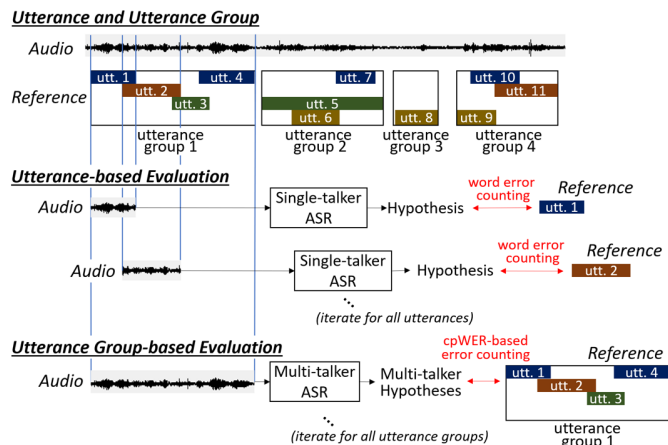 Utterance and Utterance Group
Audio
Reference
utt. 1
utt. 4
utt. 2
utt. 3
utt. 7
utt. 5
utt. 6
utt. 8
utt. 10
utt. 11
utt. 9
utterance
group 1
utterance
group 2
utterance
group 3
utterance
group 4
Utterance-based Evaluation
Audio
Single-talker
ASR
Hypothesis
word error
counting
Reference
utt. 1
Audio
Single-talker
ASR
Hypothesis
word error
counting
Reference
utt. 2
(iterate for all utterances)
Utterance Group-based Evaluation
Audio
Multi-talker
ASR
Multi-talker
Hypotheses
cpWER-based
error counting
Reference
utt. 1
utt. 4
utt. 2
utt. 3
utterance
group 1
(iterate for all utterance groups)